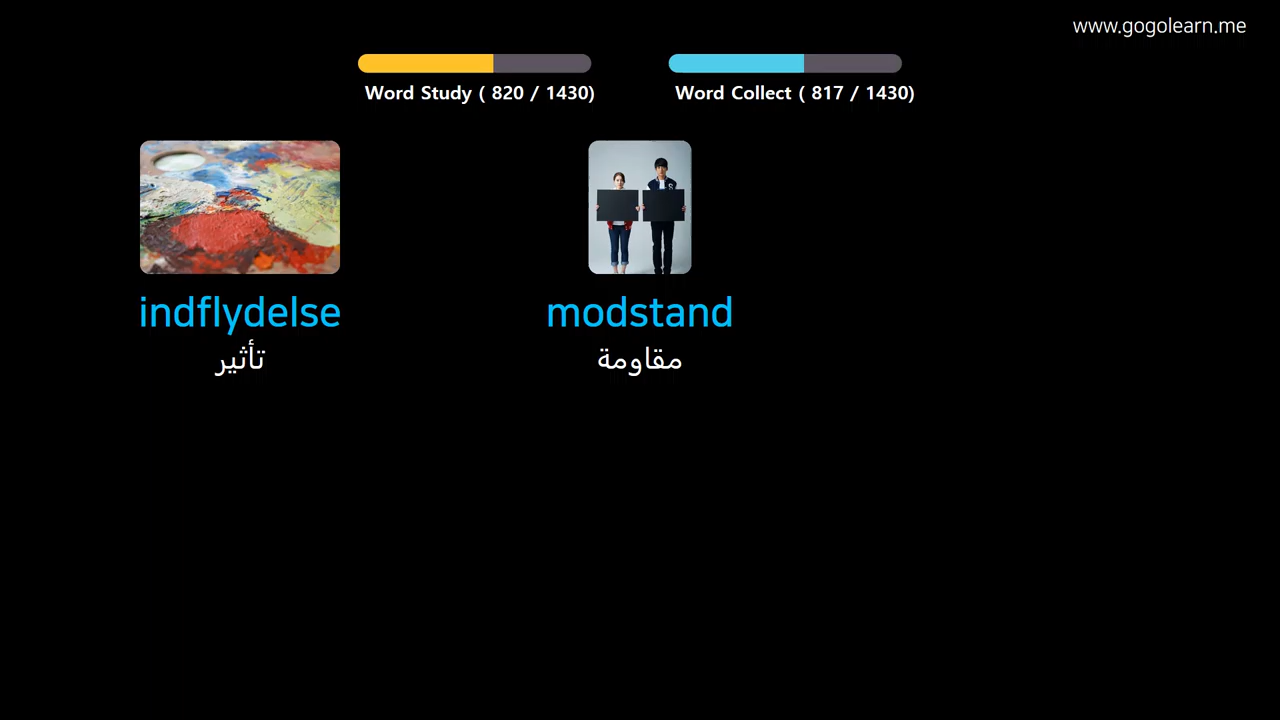 www.gogolearn.me
Word Study ( 820 / 1430)
Word Collect ( 817 / 1430)
indflydelse
تأثير
modstand
مقاومة